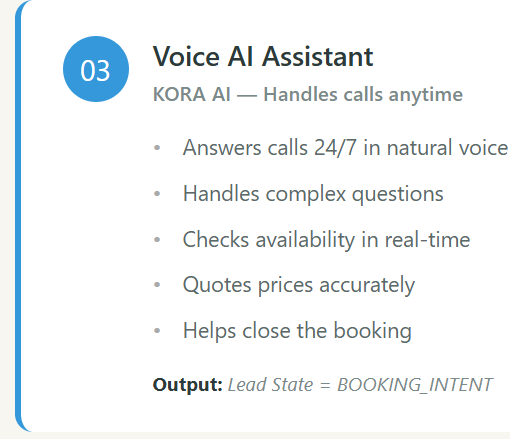 03
Voice AI Assistant
KORA AI — Handles calls anytime
• Answers calls 24/7 in natural voice
• Handles complex questions
• Checks availability in real-time
• Quotes prices accurately
• Helps close the booking
Output: Lead State = BOOKING_INTENT